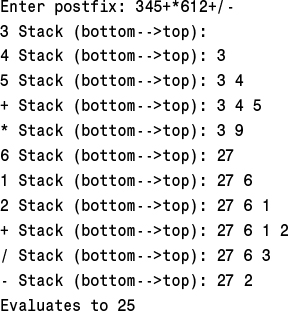 Enter postfix: 345+*612+/-
3 Stack (bottom-->top):
4 Stack (bottom-->top): 3
5 Stack (bottom-->top): 3 4
+ Stack (bottom-->top): 3 4 5
* Stack (bottom-->top): 3 9
6 Stack (bottom-->top): 27
1 Stack (bottom-->top): 27 6
2 Stack (bottom-->top): 27 6 1
+ Stack (bottom-->top): 27 6 1 2
/ Stack (bottom-->top): 27 6 3
- Stack (bottom-->top): 27 2
Evaluates to 25